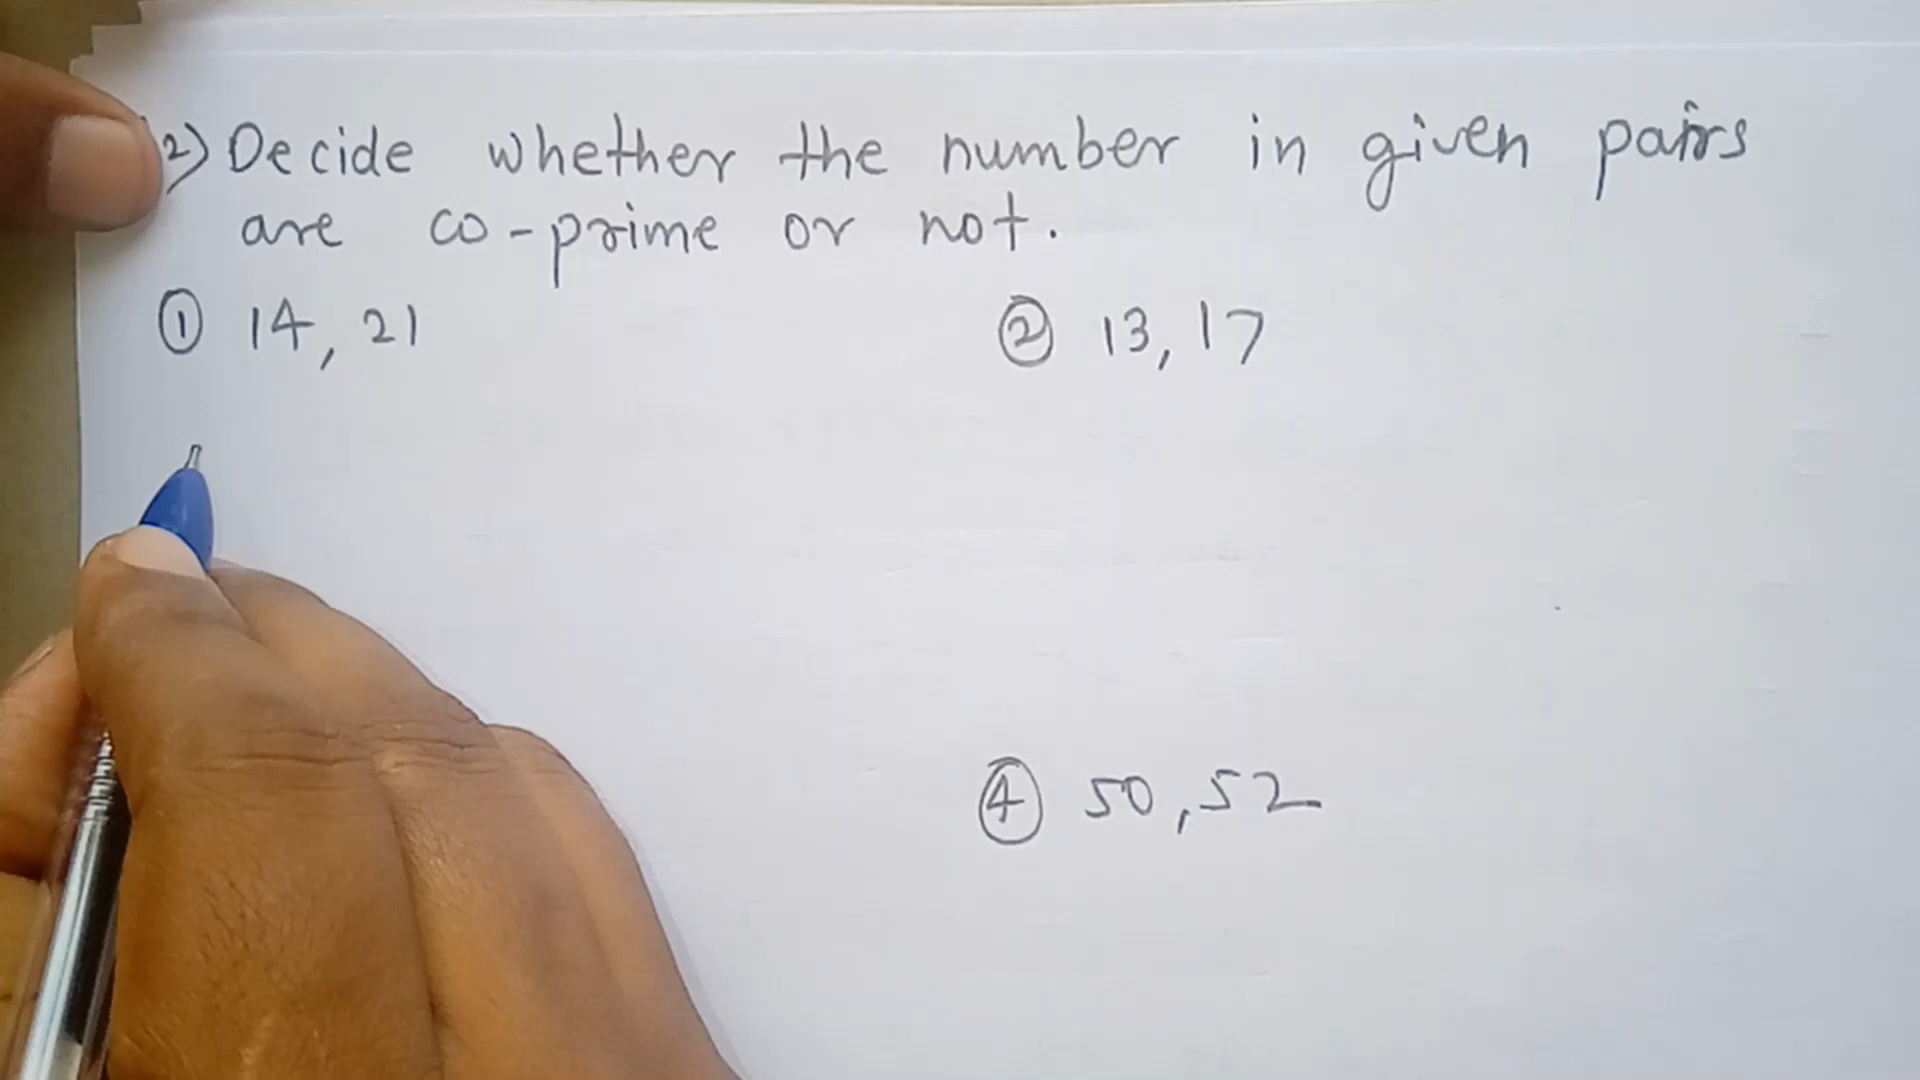 2) Decide whether the number in given pairs
are co-prime or not.
① 14, 21 ② 13, 17
④ 50, 52